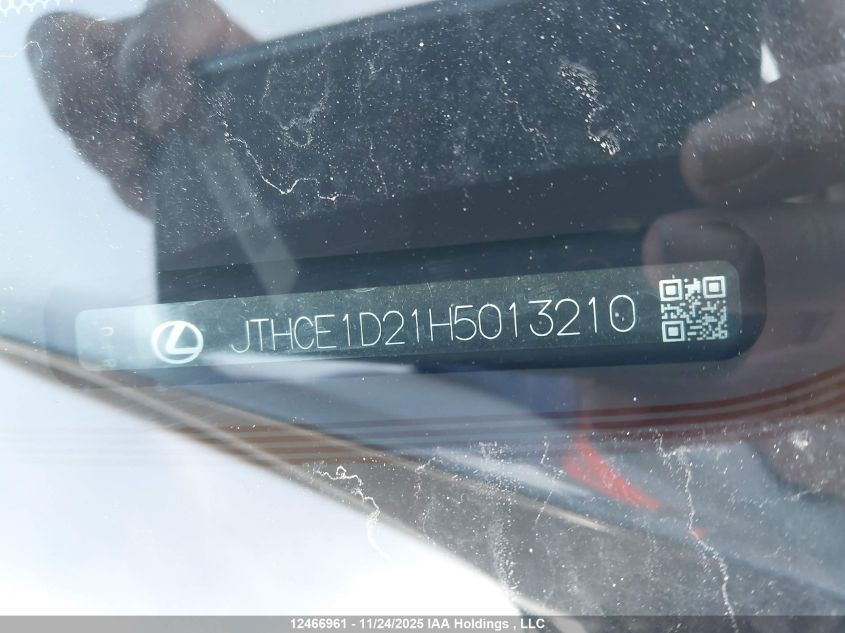 JTHCE1D21H5013210
12466961 - 11/24/2025 IAA Holdings , LLC